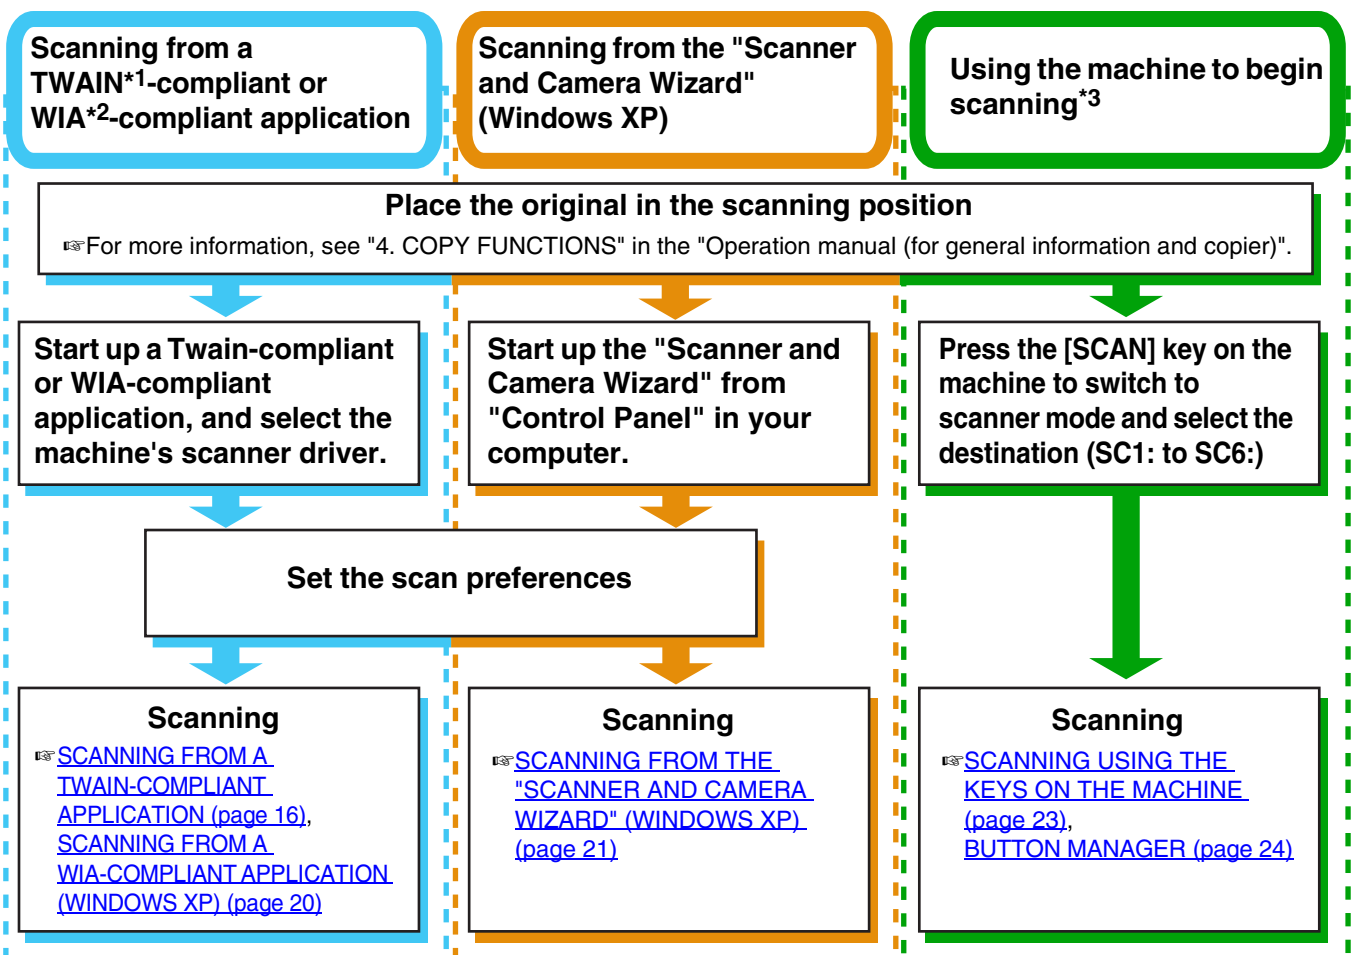 Scanning from a
TWAIN*1-compliant or
WIA*2-compliant application
Scanning from the "Scanner
and Camera Wizard"
(Windows XP)
Using the machine to begin
scanning*3
Place the original in the scanning position
☞For more information, see "4. COPY FUNCTIONS" in the "Operation manual (for general information and copier)".
Start up a Twain-compliant
or WIA-compliant
application, and select the
machine's scanner driver.
Start up the "Scanner and
Camera Wizard" from
"Control Panel" in your
computer.
Press the [SCAN] key on the
machine to switch to
scanner mode and select the
destination (SC1: to SC6:)
Set the scan preferences
Scanning
☞SCANNING FROM A
TWAIN-COMPLIANT
APPLICATION (page 16),
SCANNING FROM A
WIA-COMPLIANT APPLICATION
(WINDOWS XP) (page 20)
Scanning
☞SCANNING FROM THE
"SCANNER AND CAMERA
WIZARD" (WINDOWS XP)
(page 21)
Scanning
☞SCANNING USING THE
KEYS ON THE MACHINE
(page 23),
BUTTON MANAGER (page 24)